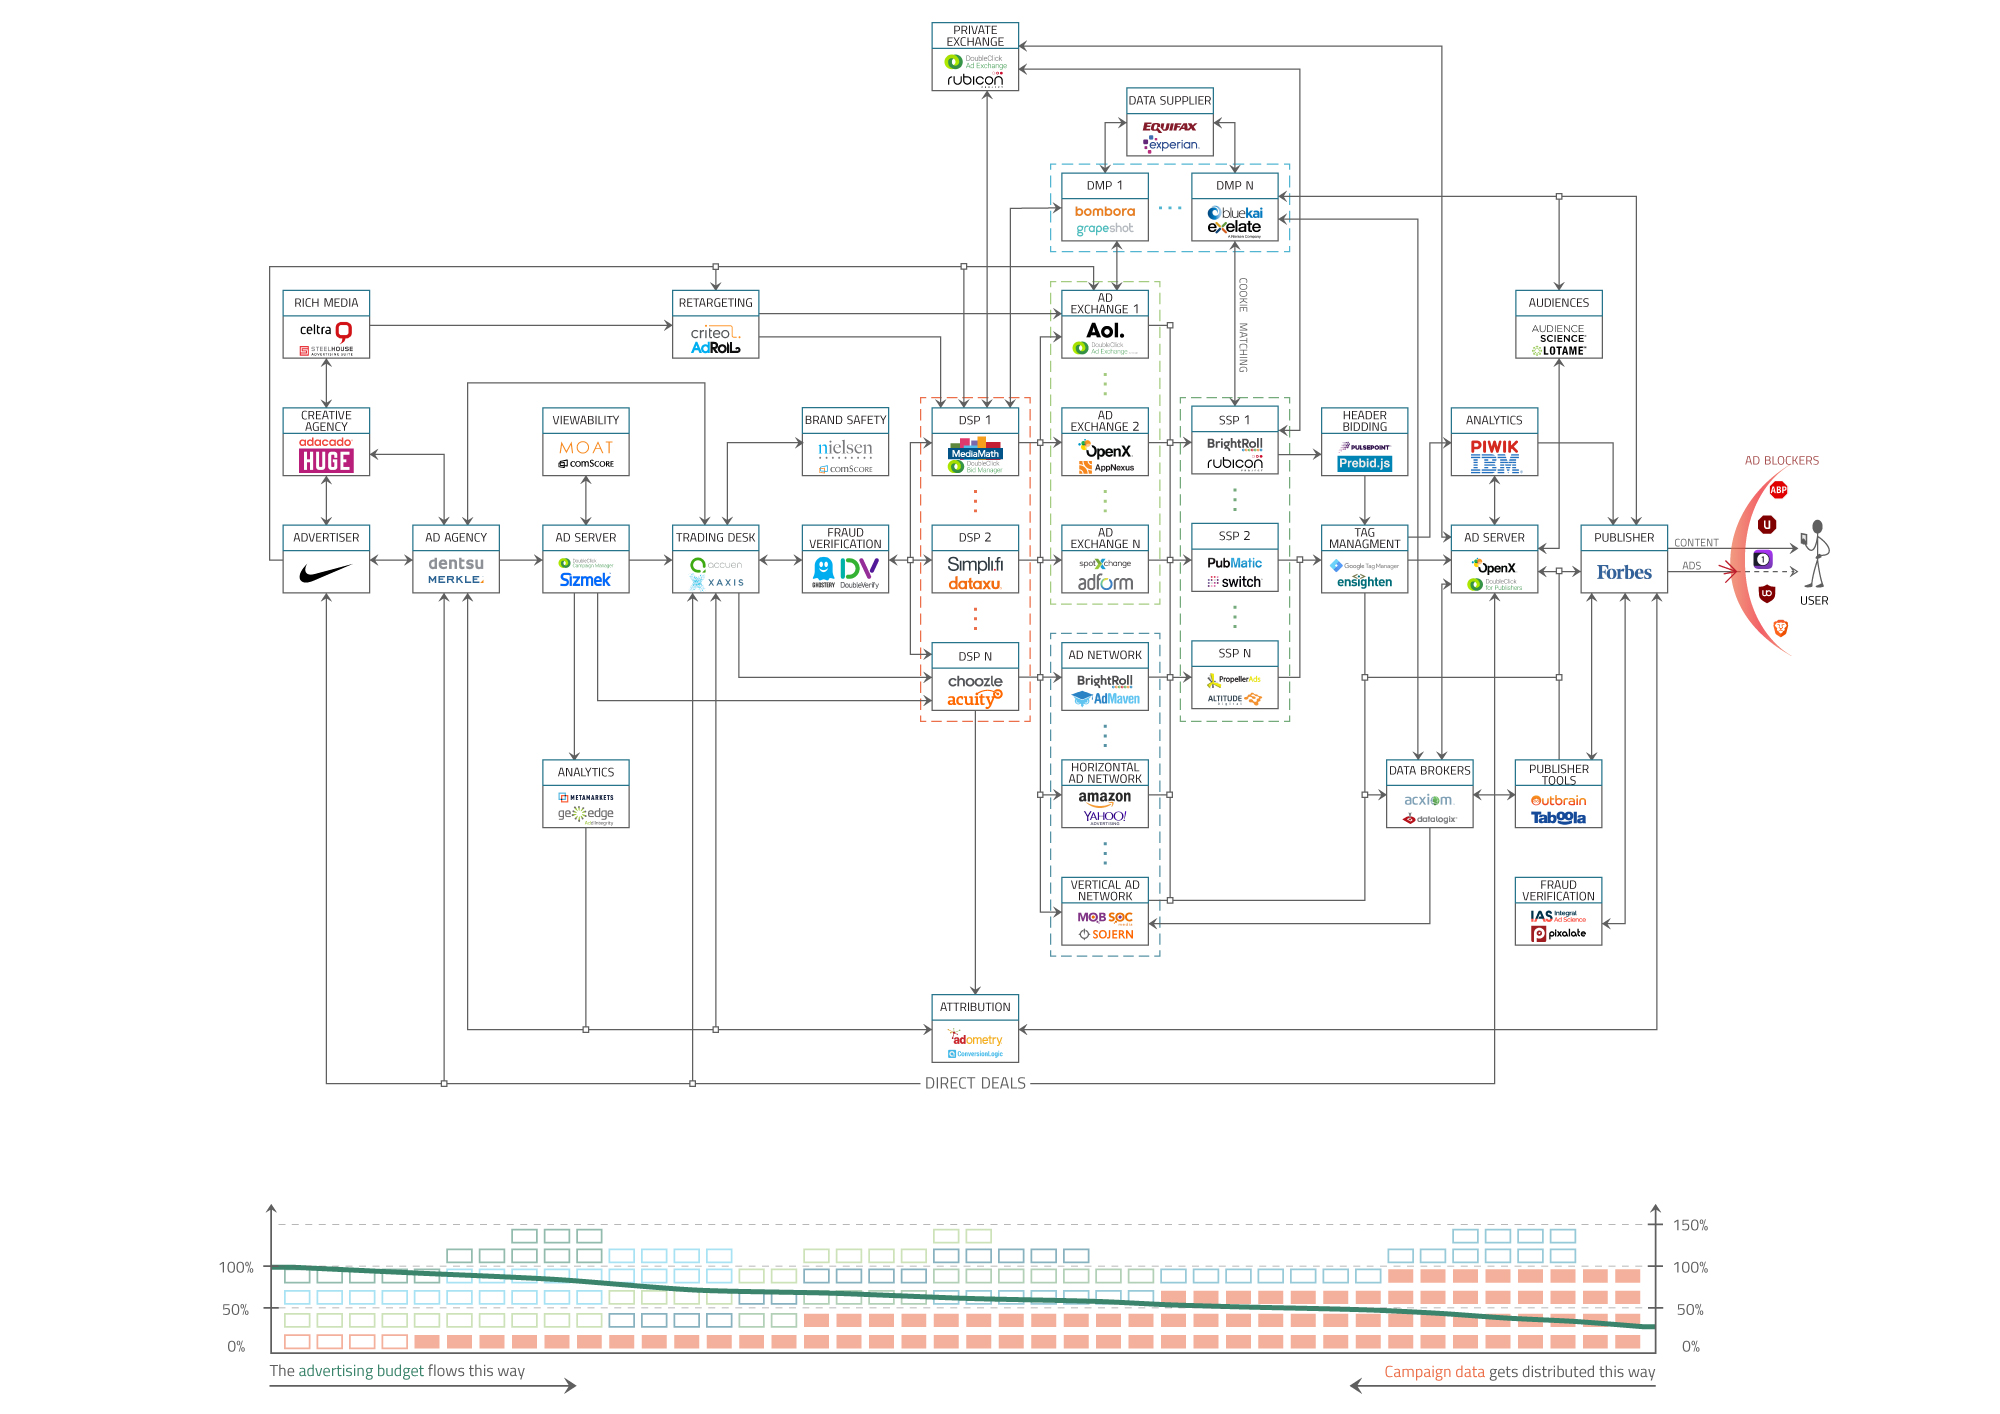 PRIVATE
EXCHANGE
DoubleClick
Ad Exchange
rubicon
PROJECT
DATA SUPPLIER
EQUIFAX
experian.
DMP 1
bombora
grapeshot
DMP N
bluekai
eXelate
COOKIE MATCHING
RICH MEDIA
celtra
STEELHOUSE
ADVERTISING SUITE
RETARGETING
criteo
AdRoll
AD
EXCHANGE 1
Aol.
DoubleClick
Ad Exchange
AUDIENCES
AUDIENCE
SCIENCE
LOTAME
CREATIVE
AGENCY
adacado
HUGE
VIEWABILITY
MOAT
comSCORE
BRAND SAFETY
nielsen
comSCORE
DSP 1
MediaMath
DoubleClick
Bid Manager
AD
EXCHANGE 2
OpenX
AppNexus
SSP 1
BrightRoll
rubicon
PROJECT
HEADER
BIDDING
PULSEPOINT
Prebid.js
ANALYTICS
PIWIK
IBM
AD BLOCKERS
ABP
ADVERTISER
AD AGENCY
dentsu
MERKLE.
AD SERVER
DoubleClick
Campaign Manager
Sizmek
TRADING DESK
accuen
XAXIS
FRAUD
VERIFICATION
GHOSTERY
DV
DoubleVerify
DSP 2
Simpli.fi
dataxu
AD
EXCHANGE N
spotXchange
adform
SSP 2
PubMatic
switch
TAG
MANAGMENT
Google Tag Manager
ensighten
AD SERVER
OpenX
DoubleClick
for Publishers
PUBLISHER
Forbes
CONTENT
ADS
USER
DSP N
choozle
acuity
AD NETWORK
BrightRoll
AdMaven
SSP N
PropellerAds
ALTITUDE
digital
ANALYTICS
METAMARKETS
geoedge
HORIZONTAL
AD NETWORK
amazon
YAHOO!
ADVERTISING
DATA BROKERS
acxiom
datalogix
PUBLISHER
TOOLS
Outbrain
Taboola
VERTICAL AD
NETWORK
MOBSOC
SOJERN
FRAUD
VERIFICATION
IAS Integral
Ad Science
pixalate
ATTRIBUTION
adometry
ConversionLogic
DIRECT DEALS
150%
100%
100%
50%
50%
0%
0%
The advertising budget flows this way
Campaign data gets distributed this way